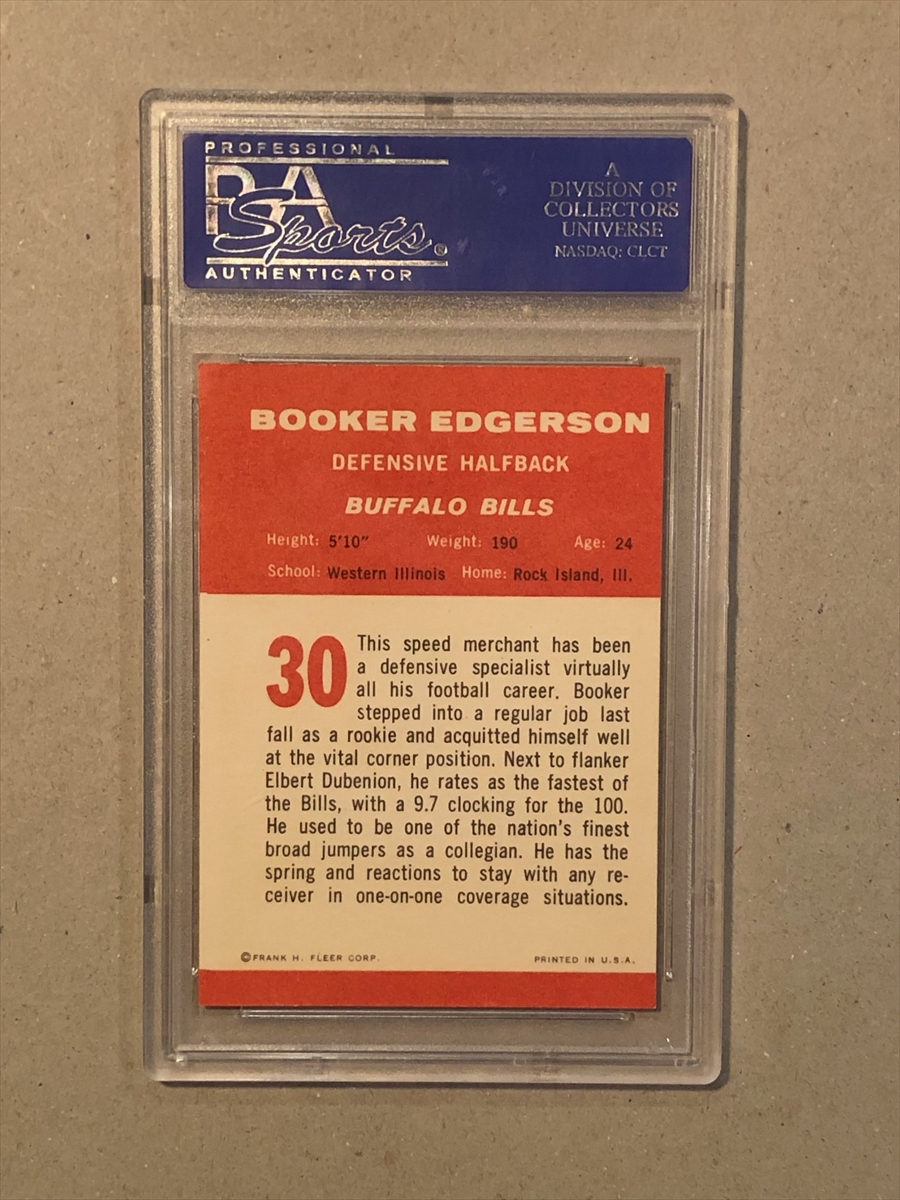 PROFESSIONAL
PSA
Sports®
AUTHENTICATOR
A
DIVISION OF
COLLECTORS
UNIVERSE
NASDAQ: CLCT
BOOKER EDGERSON
DEFENSIVE HALFBACK
BUFFALO BILLS
Height: 5'10" Weight: 190 Age: 24
School: Western Illinois Home: Rock Island, Ill.
30
This speed merchant has been
a defensive specialist virtually
all his football career. Booker
stepped into a regular job last
fall as a rookie and acquitted himself well
at the vital corner position. Next to flanker
Elbert Dubenion, he rates as the fastest of
the Bills, with a 9.7 clocking for the 100.
He used to be one of the nation's finest
broad jumpers as a collegian. He has the
spring and reactions to stay with any re-
ceiver in one-on-one coverage situations.
©FRANK H. FLEER CORP. PRINTED IN U.S.A.